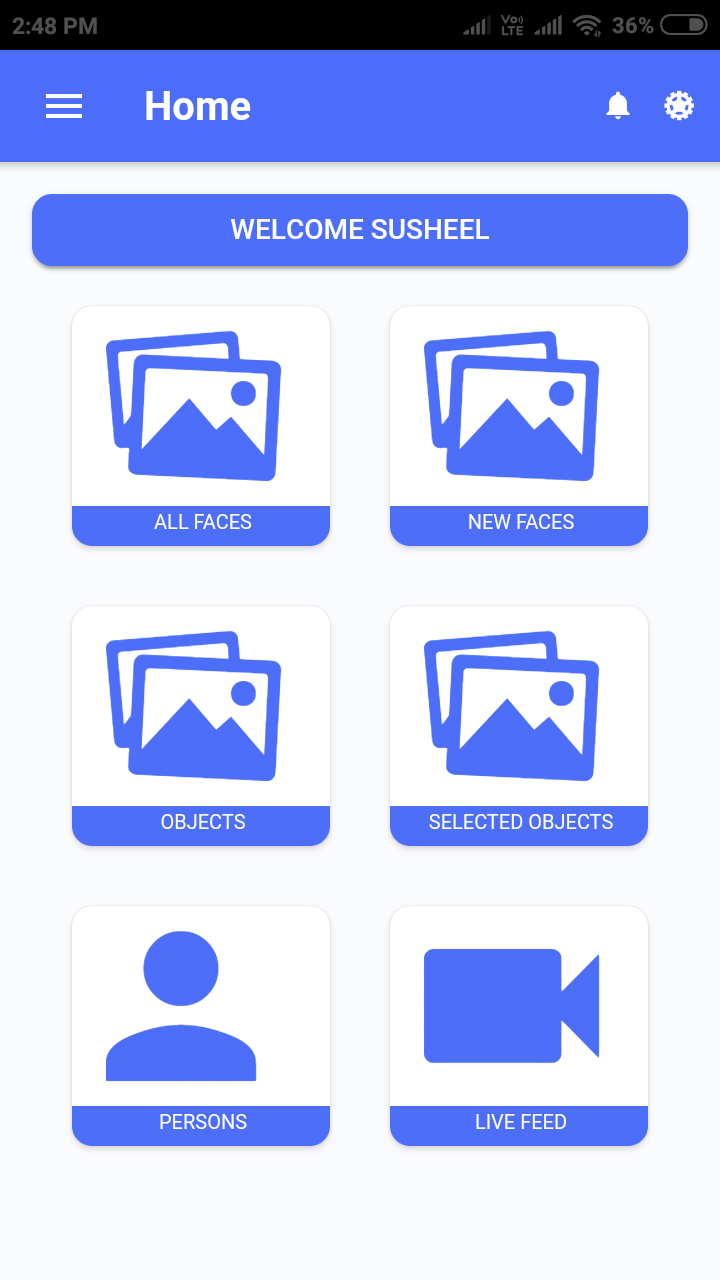 2:48 PM Vo) LTE 36%
Home
WELCOME SUSHEEL
ALL FACES
NEW FACES
OBJECTS
SELECTED OBJECTS
PERSONS
LIVE FEED